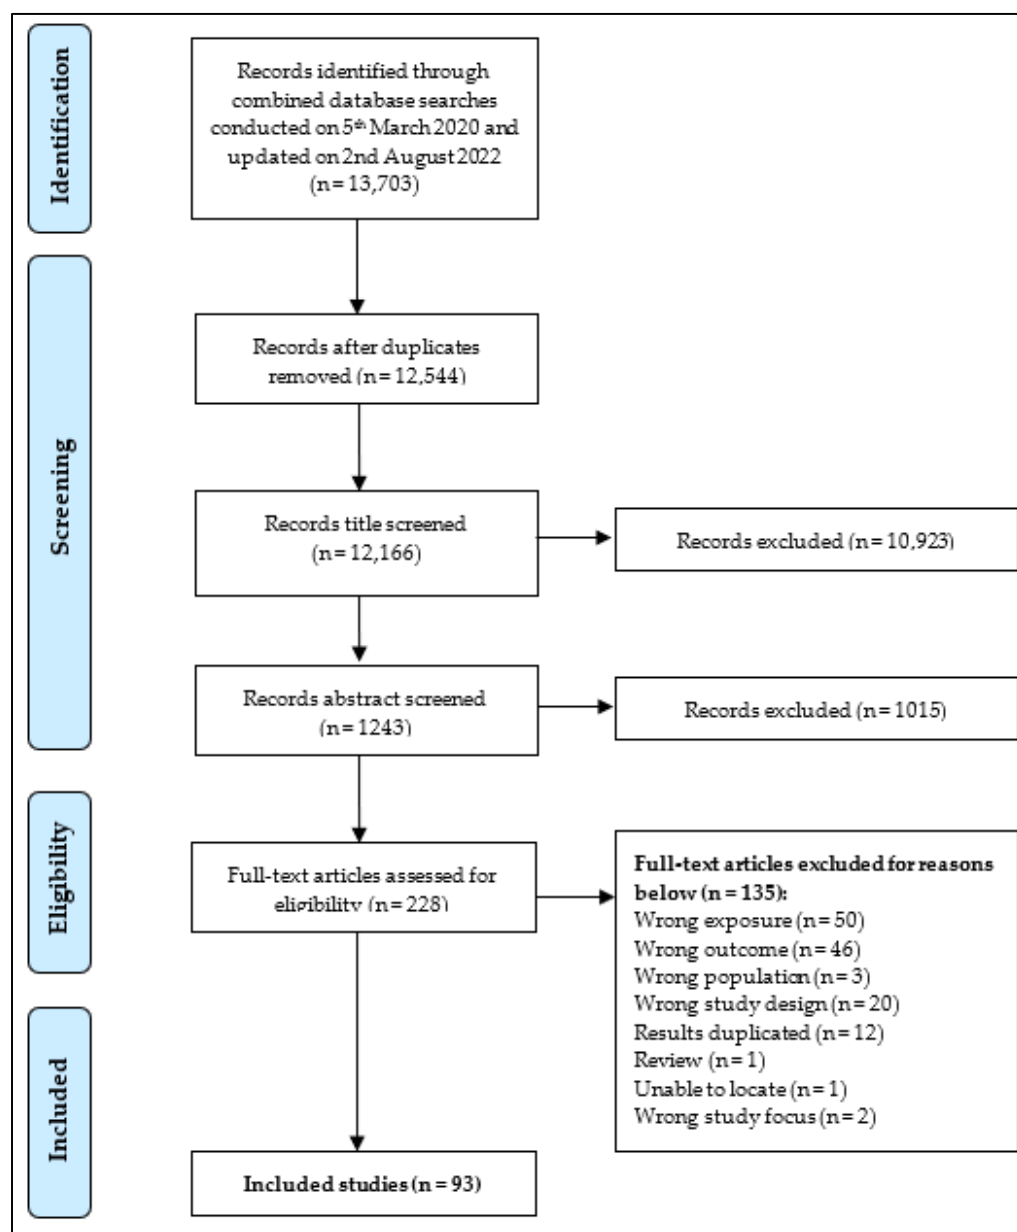 Identification
Records identified through
combined database searches
conducted on 5th March 2020 and
updated on 2nd August 2022
(n = 13,703)
Screening
Records after duplicates
removed (n = 12,544)
Records title screened
(n = 12,166)
Records excluded (n = 10,923)
Records abstract screened
(n = 1243)
Records excluded (n = 1015)
Eligibility
Full-text articles assessed for
eligibility (n = 228)
Full-text articles excluded for reasons
below (n = 135):
Wrong exposure (n = 50)
Wrong outcome (n = 46)
Wrong population (n = 3)
Wrong study design (n = 20)
Results duplicated (n = 12)
Review (n = 1)
Unable to locate (n = 1)
Wrong study focus (n = 2)
Included
Included studies (n = 93)